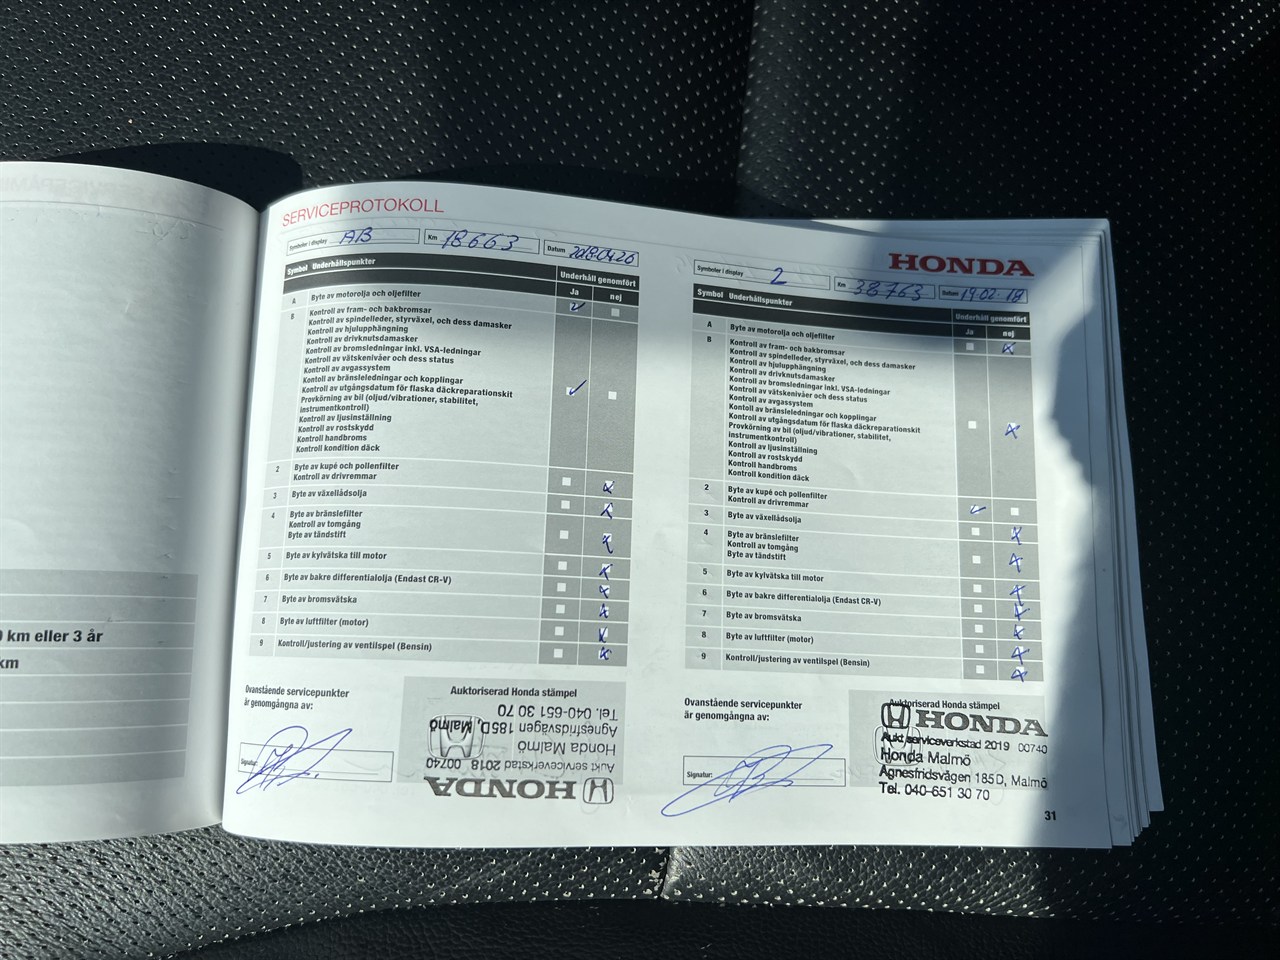 km eller 3 år
km
SERVICEPROTOKOLL
Symboler i display AB Km 18663 Datum 2018-04-26
Symbol Underhållspunkter Underhåll genomfört
Ja nej
A Byte av motorolja och oljefilter
B Kontroll av fram- och bakbromsar
Kontroll av spindelleder, styrväxel, och dess damasker
Kontroll av hjulupphängning
Kontroll av drivknutsdamasker
Kontroll av bromsledningar inkl. VSA-ledningar
Kontroll av vätskenivåer och dess status
Kontroll av avgassystem
Kontoll av bränsleledningar och kopplingar
Kontroll av utgångsdatum för flaska däckreparationskit
Provkörning av bil (oljud/vibrationer, stabilitet,
instrumentkontroll)
Kontroll av ljusinställning
Kontroll av rostskydd
Kontroll handbroms
Kontroll kondition däck
2 Byte av kupé och pollenfilter
Kontroll av drivremmar
3 Byte av växellådsolja
4 Byte av bränslefilter
Kontroll av tomgång
Byte av tändstift
5 Byte av kylvätska till motor
6 Byte av bakre differentialolja (Endast CR-V)
7 Byte av bromsvätska
8 Byte av luftfilter (motor)
9 Kontroll/justering av ventilspel (Bensin)
Ovanstående servicepunkter
är genomgångna av:
Signatur:
Auktoriserad Honda stämpel
HONDA
Aukt serviceverkstad 2018 00740
Honda Malmö
Agnesfridsvägen 185D, Malmö
Tel. 040-651 30 70
HONDA
Symboler i display 2 Km 38763 Datum 19-02-18
Symbol Underhållspunkter Underhåll genomfört
Ja nej
A Byte av motorolja och oljefilter
B Kontroll av fram- och bakbromsar
Kontroll av spindelleder, styrväxel, och dess damasker
Kontroll av hjulupphängning
Kontroll av drivknutsdamasker
Kontroll av bromsledningar inkl. VSA-ledningar
Kontroll av vätskenivåer och dess status
Kontroll av avgassystem
Kontoll av bränsleledningar och kopplingar
Kontroll av utgångsdatum för flaska däckreparationskit
Provkörning av bil (oljud/vibrationer, stabilitet,
instrumentkontroll)
Kontroll av ljusinställning
Kontroll av rostskydd
Kontroll handbroms
Kontroll kondition däck
2 Byte av kupé och pollenfilter
Kontroll av drivremmar
3 Byte av växellådsolja
4 Byte av bränslefilter
Kontroll av tomgång
Byte av tändstift
5 Byte av kylvätska till motor
6 Byte av bakre differentialolja (Endast CR-V)
7 Byte av bromsvätska
8 Byte av luftfilter (motor)
9 Kontroll/justering av ventilspel (Bensin)
Ovanstående servicepunkter
är genomgångna av:
Signatur:
Auktoriserad Honda stämpel
HONDA
Aukt serviceverkstad 2019 00740
Honda Malmö
Agnesfridsvägen 185D, Malmö
Tel. 040-651 30 70
31